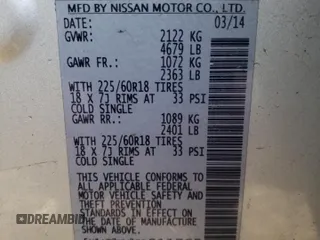 MFD BY NISSAN MOTOR CO., LTD.
DATE: 03/14
GVWR: 2122 KG
4679 LB
GAWR FR.: 1072 KG
2363 LB
WITH 225/60R18 TIRES
18 X 7J RIMS AT 33 PSI
COLD SINGLE
GAWR RR.: 1089 KG
2401 LB
WITH 225/60R18 TIRES
18 X 7J RIMS AT 33 PSI
COLD SINGLE
THIS VEHICLE CONFORMS TO
ALL APPLICABLE FEDERAL
MOTOR VEHICLE SAFETY AND
THEFT PREVENTION
STANDARDS IN EFFECT ON
THE DATE OF MANUFACTURE
SHOWN ABOVE.
DREAMBID